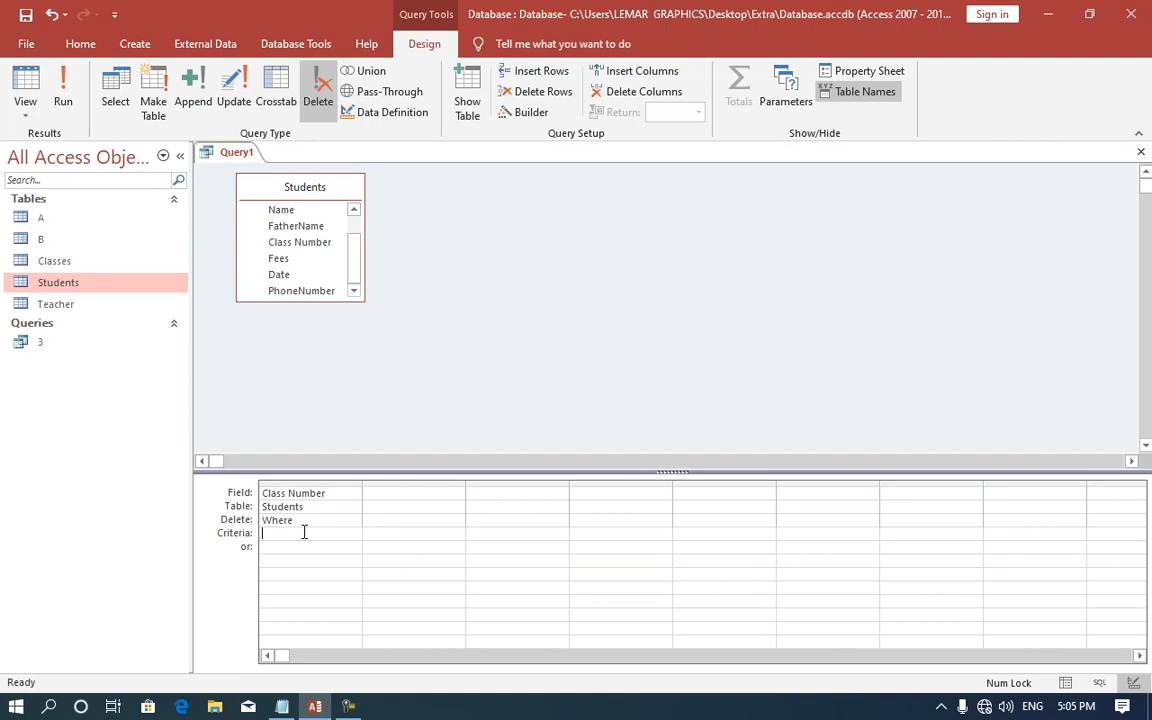 Query Tools
Database : Database- C:\Users\LEMAR GRAPHICS\Desktop\Extra\Database.accdb (Access 2007 - 201...
Sign in
File Home Create External Data Database Tools Help Design Tell me what you want to do
View
Run
Results
Select
Make Table
Append
Update
Crosstab
Delete
Union
Pass-Through
Data Definition
Query Type
Show Table
Insert Rows
Delete Rows
Builder
Insert Columns
Delete Columns
Return:
Query Setup
Totals
Parameters
Property Sheet
XYZ Table Names
Show/Hide
All Access Obje...
Search...
Tables
A
B
Classes
Students
Teacher
Queries
3
Query1
Students
Name
FatherName
Class Number
Fees
Date
PhoneNumber
Field: Class Number
Table: Students
Delete: Where
Criteria:
or:
Ready
Num Lock
SQL
ENG
5:05 PM